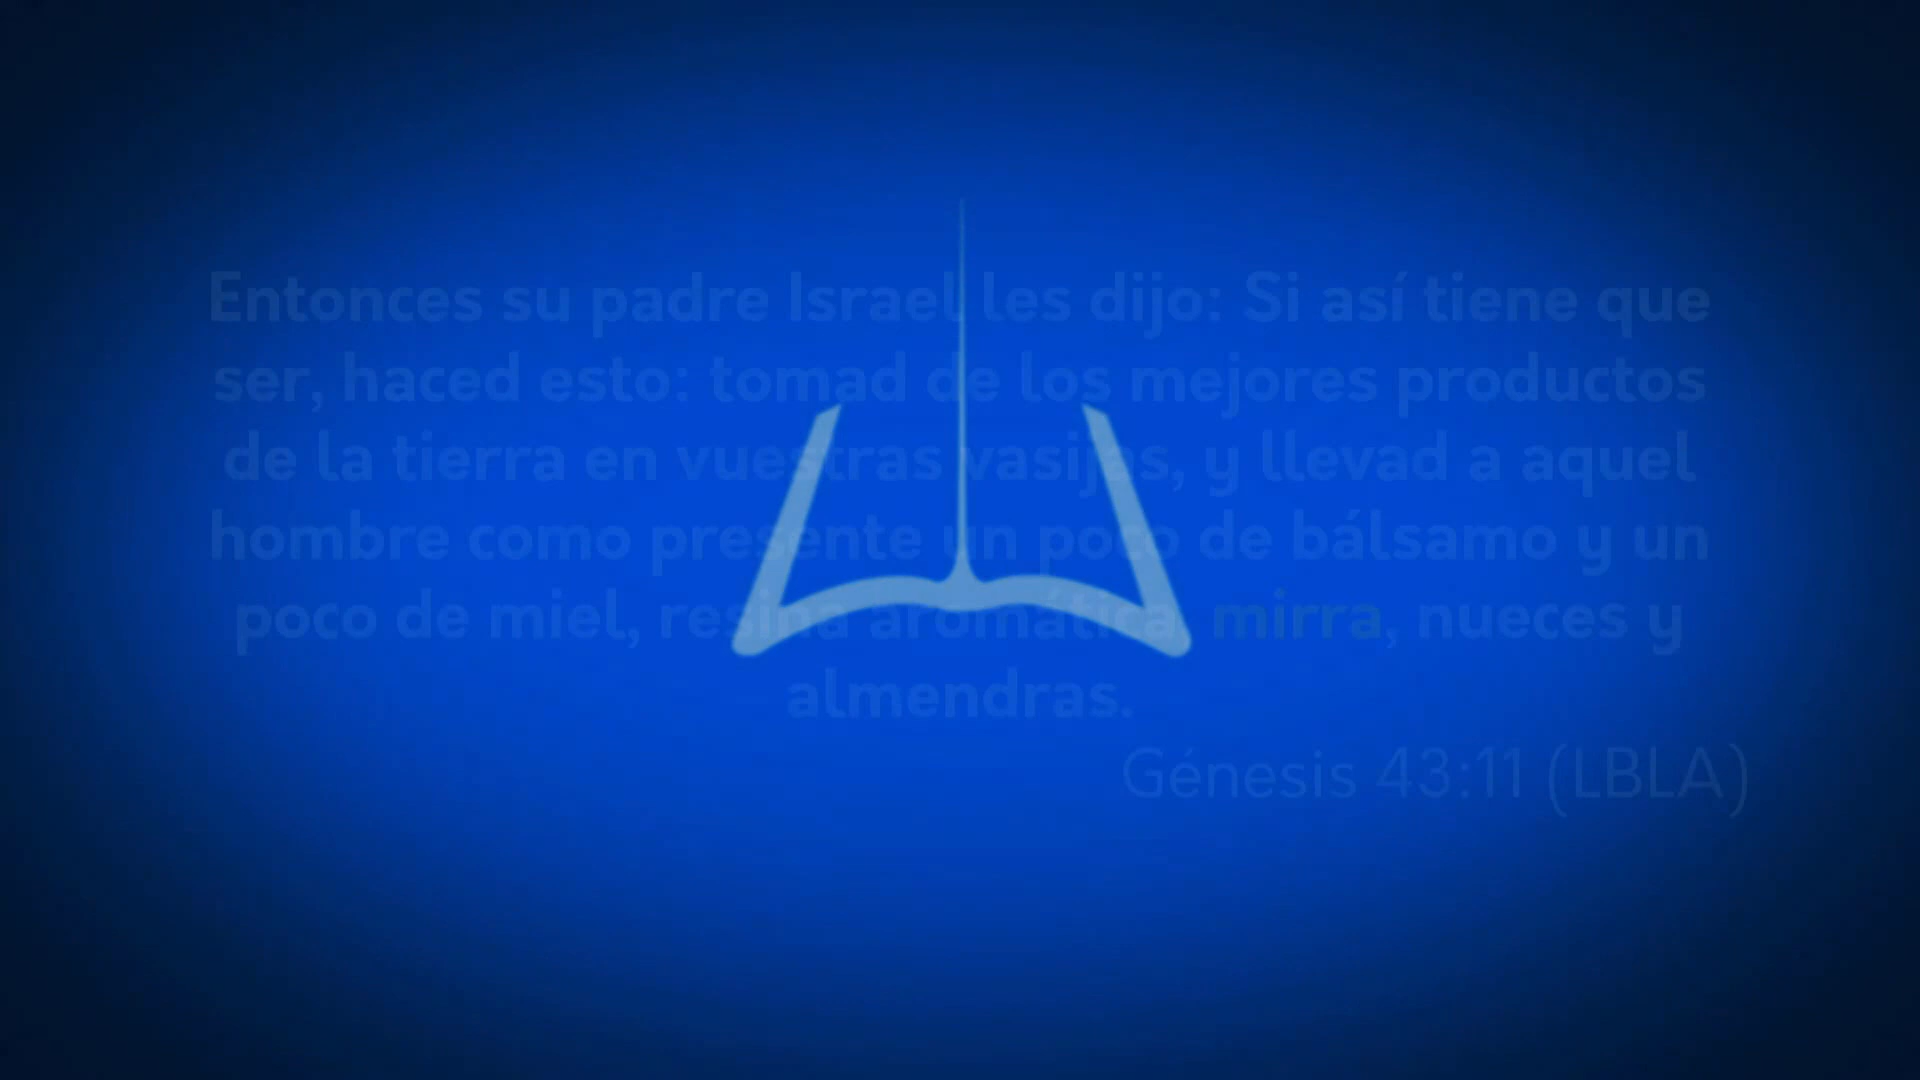 Entonces su padre Israel les dijo: Si así tiene que
ser, haced esto: tomad de los mejores productos
de la tierra en vuestras vasijas, y llevad a aquel
hombre como presente un poco de bálsamo y un
poco de miel, resina aromática, mirra, nueces y
almendras.
Génesis 43:11 (LBLA)